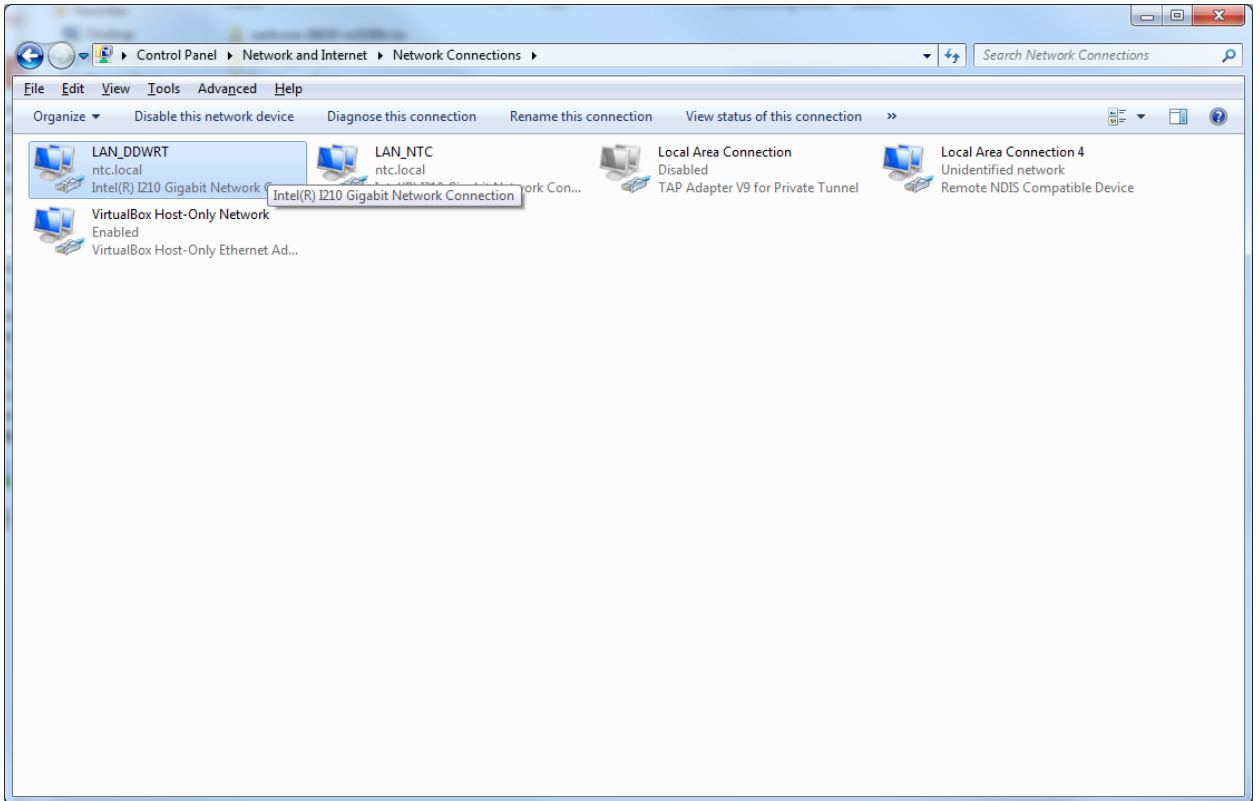 Control Panel Network and Internet Network Connections Search Network Connections
File Edit View Tools Advanced Help
Organize Disable this network device Diagnose this connection Rename this connection View status of this connection »
LAN_DDWRT
ntc.local
Intel(R) I210 Gigabit Network
LAN_NTC
ntc.local
Network Con...
Intel(R) I210 Gigabit Network Connection
Local Area Connection
Disabled
TAP Adapter V9 for Private Tunnel
Local Area Connection 4
Unidentified network
Remote NDIS Compatible Device
VirtualBox Host-Only Network
Enabled
VirtualBox Host-Only Ethernet Ad...